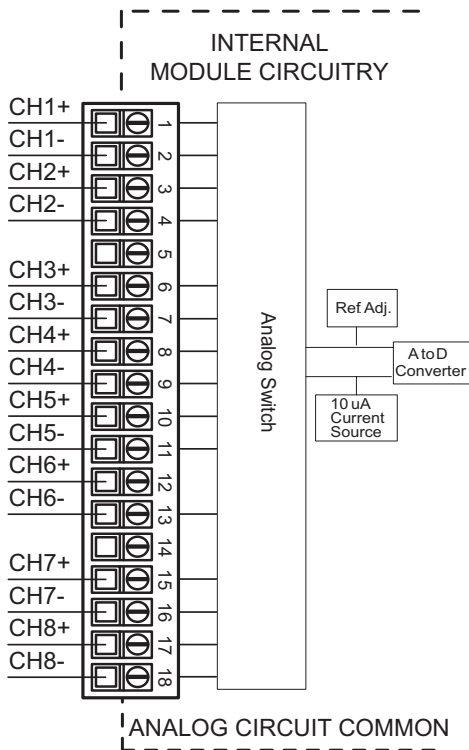 INTERNAL
MODULE CIRCUITRY
CH1+
1
CH1-
2
CH2+
3
CH2-
4
5
CH3+
6
CH3-
7
CH4+
8
CH4-
9
CH5+
10
CH5-
11
CH6+
12
CH6-
13
14
CH7+
15
CH7-
16
CH8+
17
CH8-
18
Analog Switch
Ref Adj.
A to D
Converter
10 uA
Current
Source
ANALOG CIRCUIT COMMON